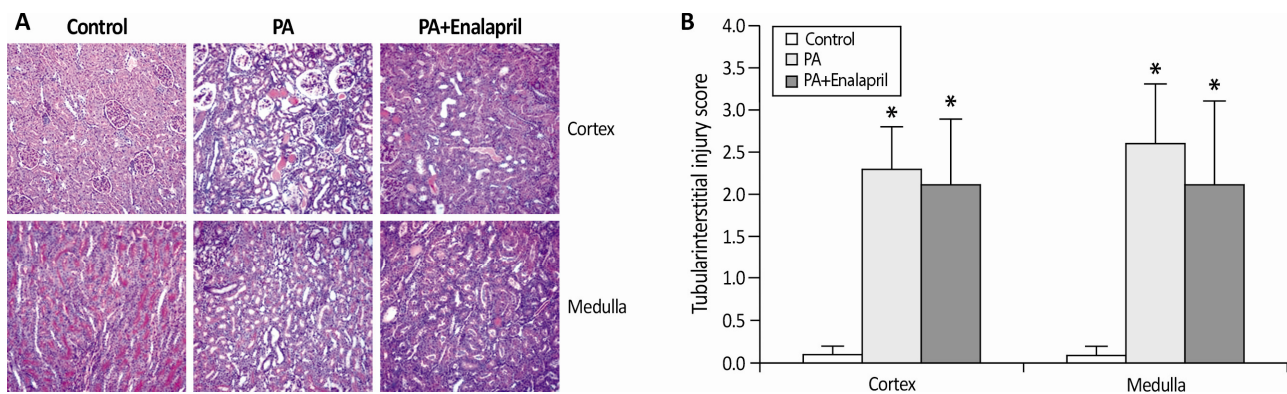 A
Control PA PA+Enalapril
Cortex
Medulla
B
Tubularinterstitial injury score
4.0
3.5
3.0
2.5
2.0
1.5
1.0
0.5
0.0
Control
PA
PA+Enalapril
* * * *
Cortex Medulla